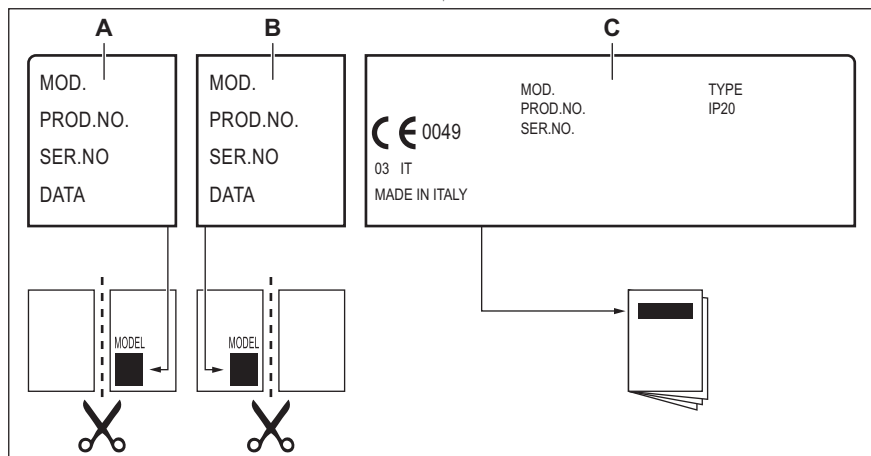 A
B
C
MOD.
PROD.NO.
SER.NO
DATA
MOD.
PROD.NO.
SER.NO
DATA
MOD.
PROD.NO.
SER.NO.
TYPE
IP20
CE 0049
03 IT
MADE IN ITALY
MODEL
MODEL